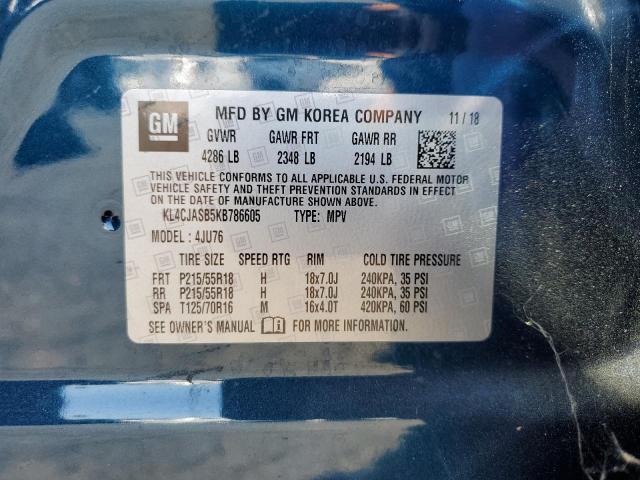 GM MFD BY GM KOREA COMPANY 11 / 18
GVWR GAWR FRT GAWR RR
4286 LB 2348 LB 2194 LB
THIS VEHICLE CONFORMS TO ALL APPLICABLE U.S. FEDERAL MOTOR
VEHICLE SAFETY AND THEFT PREVENTION STANDARDS IN EFFECT
ON THE DATE OF MANUFACTURE SHOWN ABOVE.
KL4CJASB5KB786605 TYPE: MPV
MODEL : 4JU76
TIRE SIZE SPEED RTG RIM COLD TIRE PRESSURE
FRT P215/55R18 H 18x7.0J 240KPA, 35 PSI
RR P215/55R18 H 18x7.0J 240KPA, 35 PSI
SPA T125/70R16 M 16x4.0T 420KPA, 60 PSI
SEE OWNER'S MANUAL FOR MORE INFORMATION.